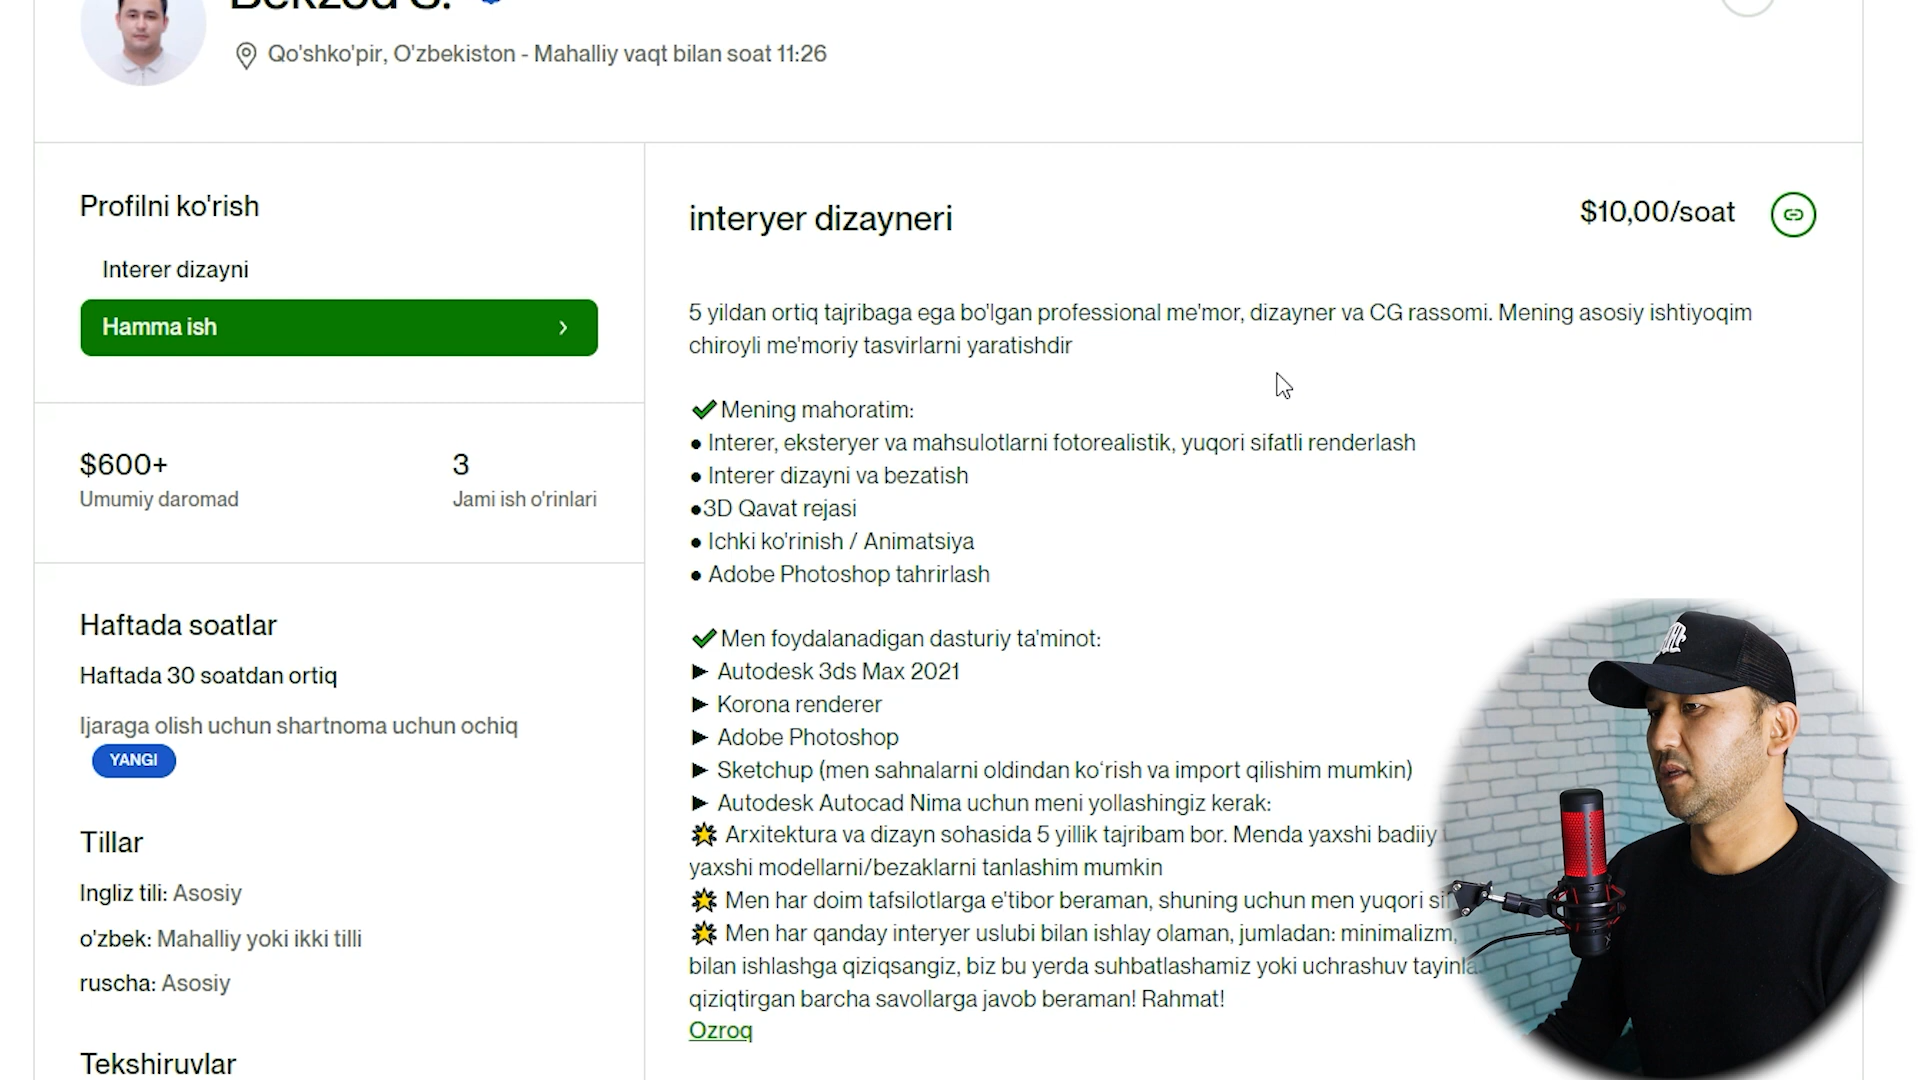 Bekzod S.
Qo'shko'pir, O'zbekiston - Mahalliy vaqt bilan soat 11:26
Profilni ko'rish
Interer dizayni
Hamma ish
$600+
Umumiy daromad
3
Jami ish o'rinlari
Haftada soatlar
Haftada 30 soatdan ortiq
Ijaraga olish uchun shartnoma uchun ochiq
YANGI
Tillar
Ingliz tili: Asosiy
o'zbek: Mahalliy yoki ikki tilli
ruscha: Asosiy
Tekshiruvlar
interyer dizayneri
$10,00/soat
5 yildan ortiq tajribaga ega bo'lgan professional me'mor, dizayner va CG rassomi. Mening asosiy ishtiyoqim
chiroyli me'moriy tasvirlarni yaratishdir
✔Mening mahoratim:
● Interer, eksteryer va mahsulotlarni fotorealistik, yuqori sifatli renderlash
● Interer dizayni va bezatish
●3D Qavat rejasi
● Ichki ko'rinish / Animatsiya
● Adobe Photoshop tahrirlash
✔Men foydalanadigan dasturiy ta'minot:
► Autodesk 3ds Max 2021
► Korona renderer
► Adobe Photoshop
► Sketchup (men sahnalarni oldindan koʻrish va import qilishim mumkin)
► Autodesk Autocad Nima uchun meni yollashingiz kerak:
🌟 Arxitektura va dizayn sohasida 5 yillik tajribam bor. Menda yaxshi badiiy
yaxshi modellarni/bezaklarni tanlashim mumkin
🌟 Men har doim tafsilotlarga e'tibor beraman, shuning uchun men yuqori sif
🌟 Men har qanday interyer uslubi bilan ishlay olaman, jumladan: minimalizm,
bilan ishlashga qiziqsangiz, biz bu yerda suhbatlashamiz yoki uchrashuv tayinla
qiziqtirgan barcha savollarga javob beraman! Rahmat!
Ozroq